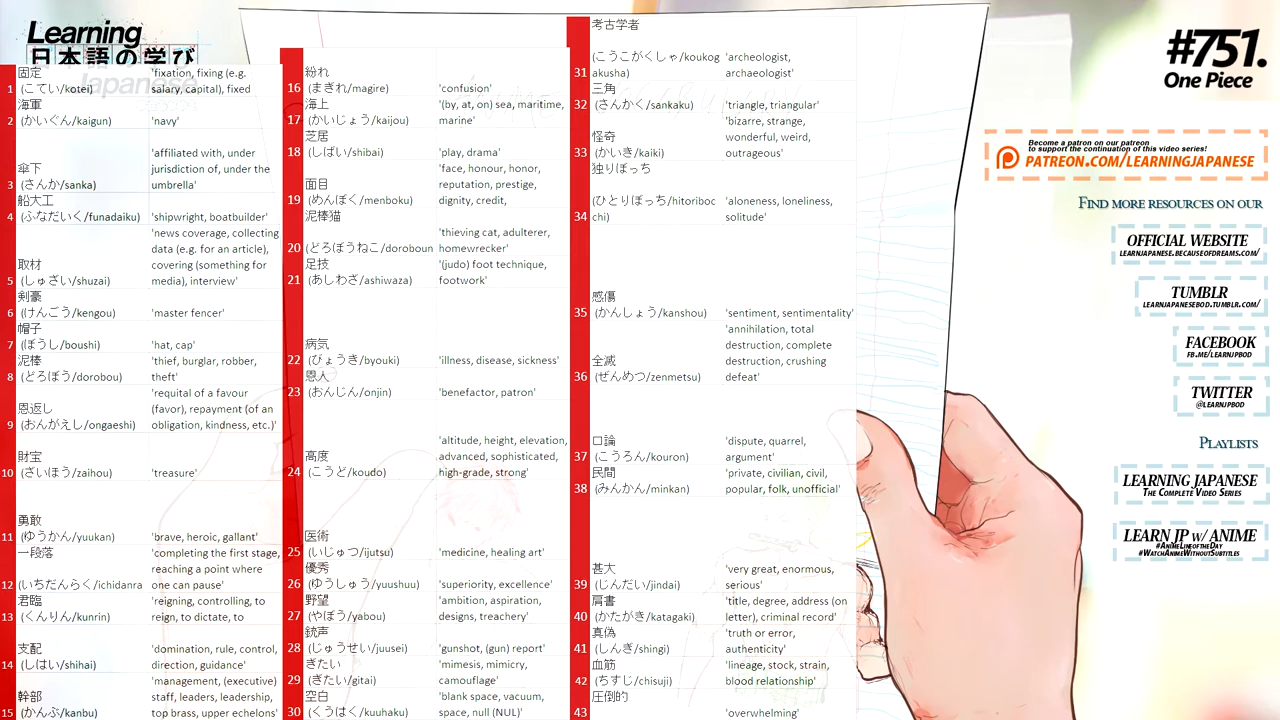 Learning
日本語の学び
Japanese
1 固定 (こてい/kotei) 'fixation, fixing (e.g. salary, capital), fixed
2 海軍 (かいぐん/kaigun) 'navy'
3 傘下 (さんか/sanka) 'affiliated with, under jurisdiction of, under the umbrella'
4 船大工 (ふなだいく/funadaiku) 'shipwright, boatbuilder'
5 取材 (しゅざい/shuzai) 'news coverage, collecting data (e.g. for an article), covering (something for media), interview'
6 剣豪 (けんごう/kengou) 'master fencer'
7 帽子 (ぼうし/boushi) 'hat, cap'
8 泥棒 (どろぼう/dorobou) 'thief, burglar, robber, theft'
9 恩返し (おんがえし/ongaeshi) 'requital of a favour (favor), repayment (of an obligation, kindness, etc.)'
10 財宝 (ざいほう/zaihou) 'treasure'
11 勇敢 (ゆうかん/yuukan) 'brave, heroic, gallant'
12 一段落 (いちだんらく/ichidanra 'completing the first stage, reaching a point where one can pause'
13 君臨 (くんりん/kunrin) 'reigning, controlling, to reign, to dictate, to
14 支配 (しはい/shihai) 'domination, rule, control, direction, guidance'
15 幹部 (かんぶ/kanbu) 'management, (executive) staff, leaders, leadership, top brass, upper echelons'
16 紛れ (まぎれ/magire) 'confusion'
17 海上 (かいじょう/kaijou) '(by, at, on) sea, maritime, marine'
18 芝居 (しばい/shibai) 'play, drama'
19 面目 (めんぼく/menboku) 'face, honour, honor, reputation, prestige, dignity, credit,
20 泥棒猫 (どろぼうねこ/doroboun 'thieving cat, adulterer, homewrecker'
21 足技 (あしわざ/ashiwaza) '(judo) foot technique, footwork'
22 病気 (びょうき/byouki) 'illness, disease, sickness'
23 恩人 (おんじん/onjin) 'benefactor, patron'
24 高度 (こうど/koudo) 'altitude, height, elevation, advanced, sophisticated, high-grade, strong'
25 医術 (いじゅつ/ijutsu) 'medicine, healing art'
26 優秀 (ゆうしゅう/yuushuu) 'superiority, excellence'
27 野望 (やぼう/yabou) 'ambition, aspiration, designs, treachery'
28 銃声 (じゅうせい/juusei) 'gunshot, (gun) report'
29 ぎたい (ぎたい/gitai) 'mimesis, mimicry, camouflage'
30 空白 (くうはく/kuuhaku) 'blank space, vacuum, space, null (NUL)'
31 考古学者 (こうこがくしゃ/koukogakusha) 'archeologist, archaeologist'
32 三角 (さんかく/sankaku) 'triangle, triangular'
33 怪奇 (かいき/kaiki) 'bizarre, strange, wonderful, weird, outrageous'
34 独りぼっち (ひとりぼっち/hitoribocchi) 'aloneness, loneliness, solitude'
35 感傷 (かんしょう/kanshou) 'sentiment, sentimentality'
36 全滅 (ぜんめつ/zenmetsu) 'annihilation, total destruction, complete destruction, crushing defeat'
37 口論 (こうろん/kouron) 'dispute, quarrel, argument'
38 民間 (みんかん/minkan) 'private, civilian, civil, popular, folk, unofficial'
39 甚大 (じんだい/jindai) 'very great, enormous, serious'
40 肩書 (かたがき/katagaki) 'title, degree, address (on letter), criminal record'
41 真偽 (しんぎ/shingi) 'truth or error, authenticity'
42 血筋 (ちすじ/chisuji) 'lineage, stock, strain, blood relationship'
43 圧倒的 'overwhelming'
#751.
One Piece
Become a patron on our patreon
to support the continuation of this video series!
PATREON.COM/LEARNINGJAPANESE
Find more resources on our
OFFICIAL WEBSITE
LEARNJAPANESE.BECAUSEOFDREAMS.COM/
TUMBLR
LEARNJAPANESEBOD.TUMBLR.COM/
FACEBOOK
FB.ME/LEARNJPBOD
TWITTER
@LEARNJPBOD
Playlists
LEARNING JAPANESE
The Complete Video Series
LEARN JP w/ ANIME
#AnimeLineoftheDay
#WatchAnimeWithoutSubtitles